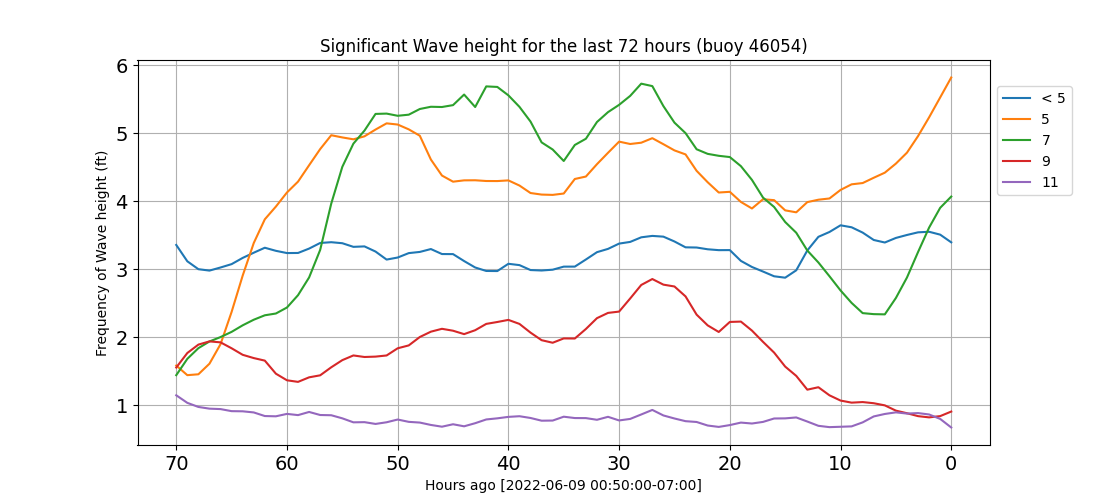 Significant Wave height for the last 72 hours (buoy 46054)
Frequency of Wave height (ft)
6
5
4
3
2
1
70 60 50 40 30 20 10 0
Hours ago [2022-06-09 00:50:00-07:00]
< 5
5
7
9
11